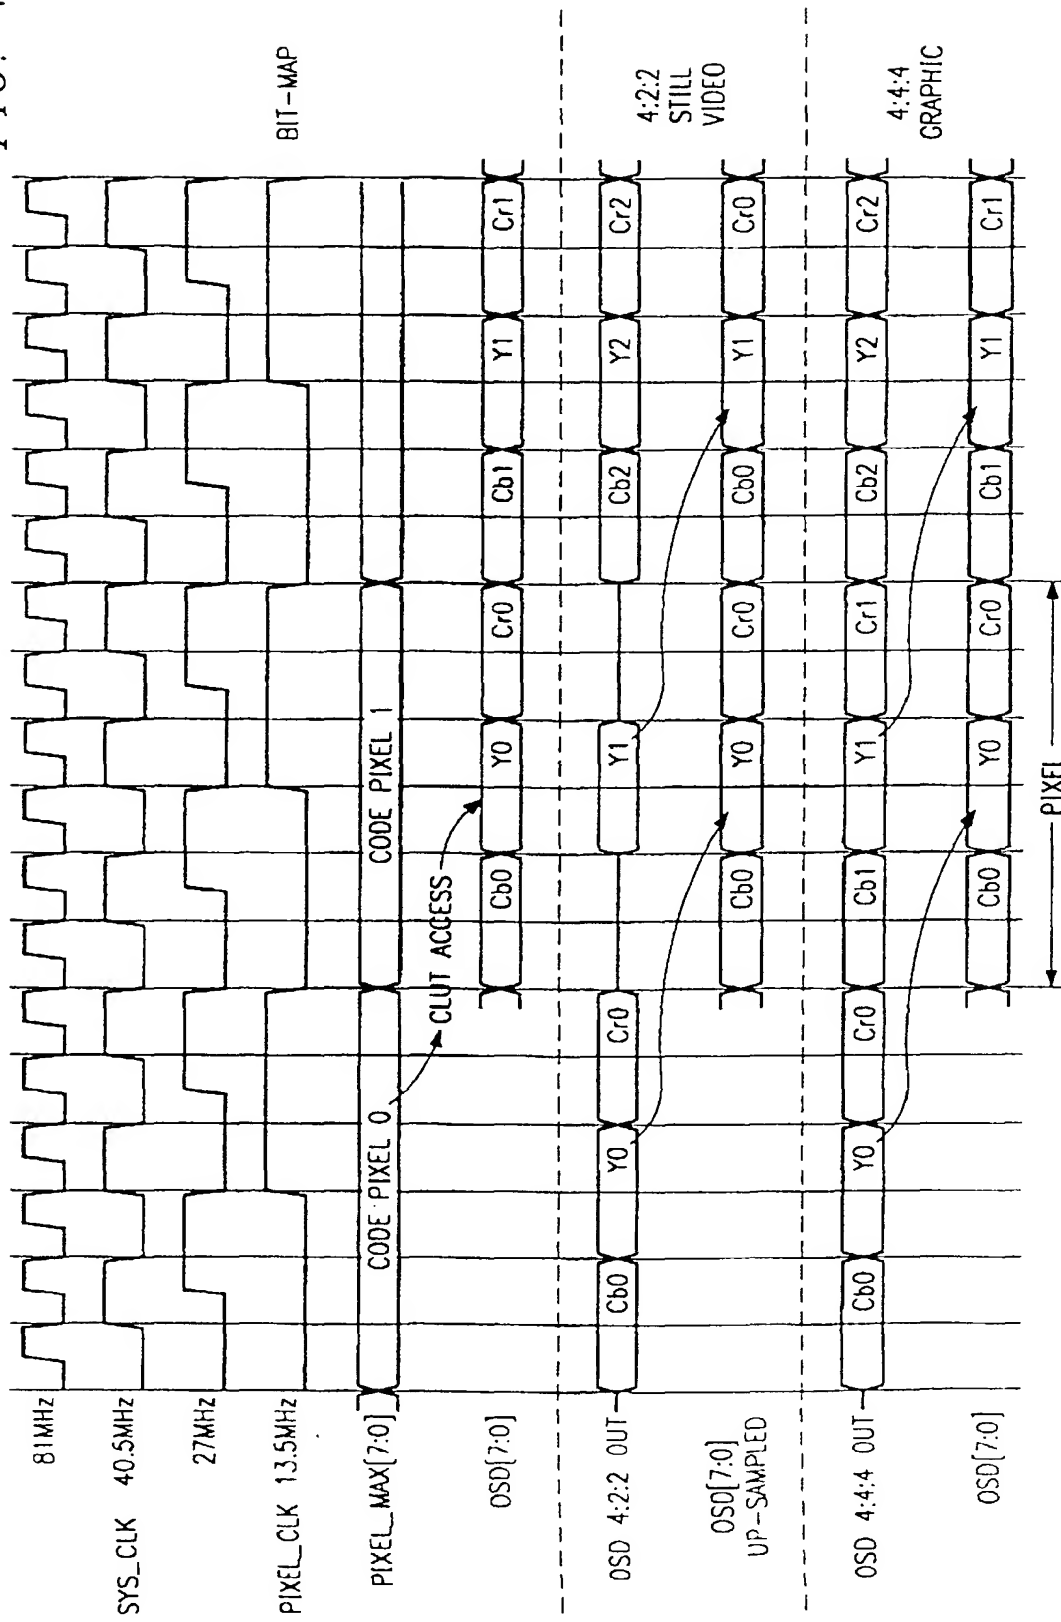 FIG.
81MHz
SYS_CLK 40.5MHz
27MHz
PIXEL_CLK 13.5MHz
PIXEL_MAX[7:0] CODE PIXEL 0 CODE PIXEL 1
BIT-MAP
CLUT ACCESS
OSD[7:0] Cb0 Y0 Cr0 Cb1 Y1 Cr1
OSD 4:2:2 OUT Cb0 Y0 Cr0 Y1 Cb2 Y2 Cr2
4:2:2
STILL
VIDEO
OSD[7:0]
UP-SAMPLED
Cb0 Y0 Cr0 Cb0 Y1 Cr0
OSD 4:4:4 OUT Cb0 Y0 Cr0 Cb1 Y1 Cr1 Cb2 Y2 Cr2
4:4:4
GRAPHIC
OSD[7:0] Cb0 Y0 Cr0 Cb1 Y1 Cr1
PIXEL